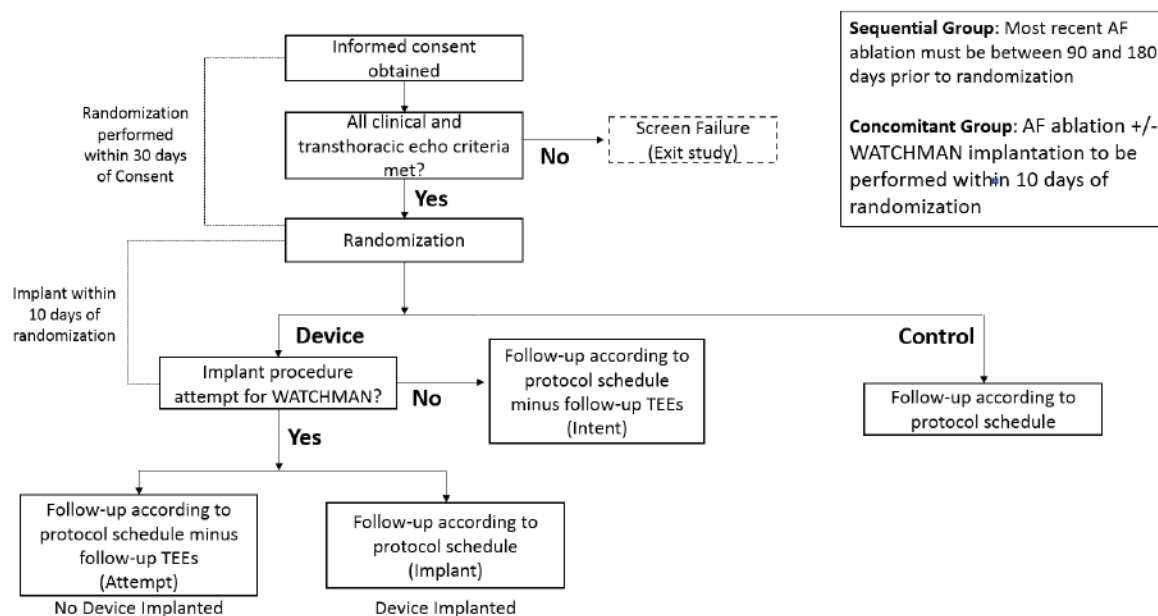 Informed consent
obtained
Sequential Group: Most recent AF
ablation must be between 90 and 180
days prior to randomization
Concomitant Group: AF ablation +/-
WATCHMAN implantation to be
performed within 10 days of
randomization
Randomization
performed
within 30 days
of Consent
All clinical and
transthoracic echo criteria
met?
No
Screen Failure
(Exit study)
Yes
Randomization
Implant within
10 days of
randomization
Device
Control
Implant procedure
attempt for WATCHMAN?
No
Follow-up according to
protocol schedule
minus follow-up TEEs
(Intent)
Follow-up according to
protocol schedule
Yes
Follow-up according to
protocol schedule minus
follow-up TEEs
(Attempt)
No Device Implanted
Follow-up according to
protocol schedule
(Implant)
Device Implanted